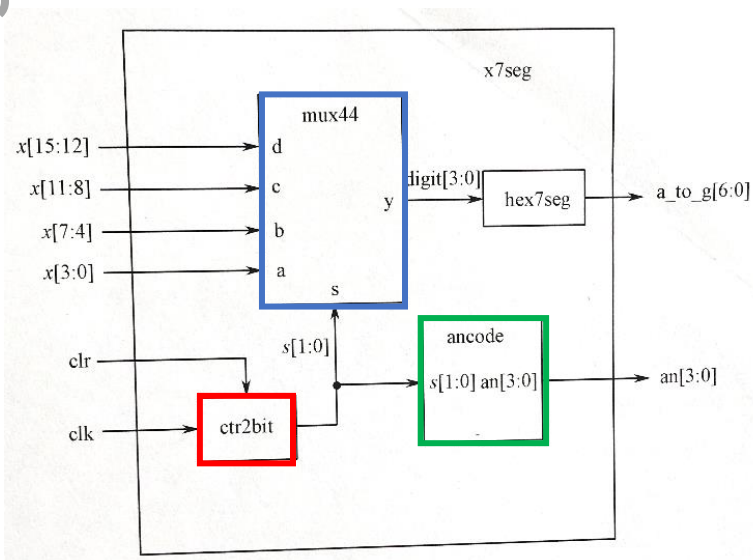 x7seg
mux44
x[15:12]
d
x[11:8]
c
x[7:4]
b
x[3:0]
a
y
s
digit[3:0]
hex7seg
a_to_g[6:0]
s[1:0]
clr
clk
ctr2bit
ancode
s[1:0] an[3:0]
an[3:0]